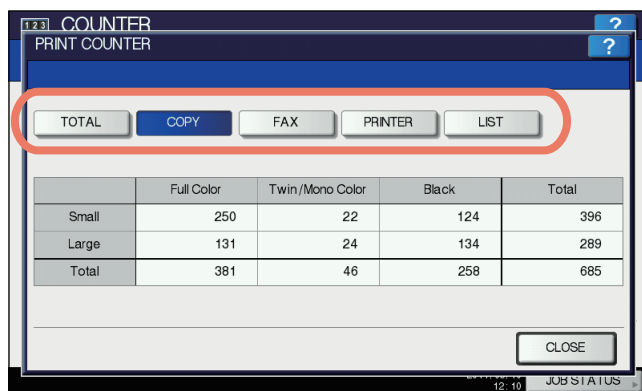 123 COUNTER ?
PRINT COUNTER ?
TOTAL COPY FAX PRINTER LIST
Full Color Twin/Mono Color Black Total
Small 250 22 124 396
Large 131 24 134 289
Total 381 46 258 685
CLOSE
12:10 JOB STATUS